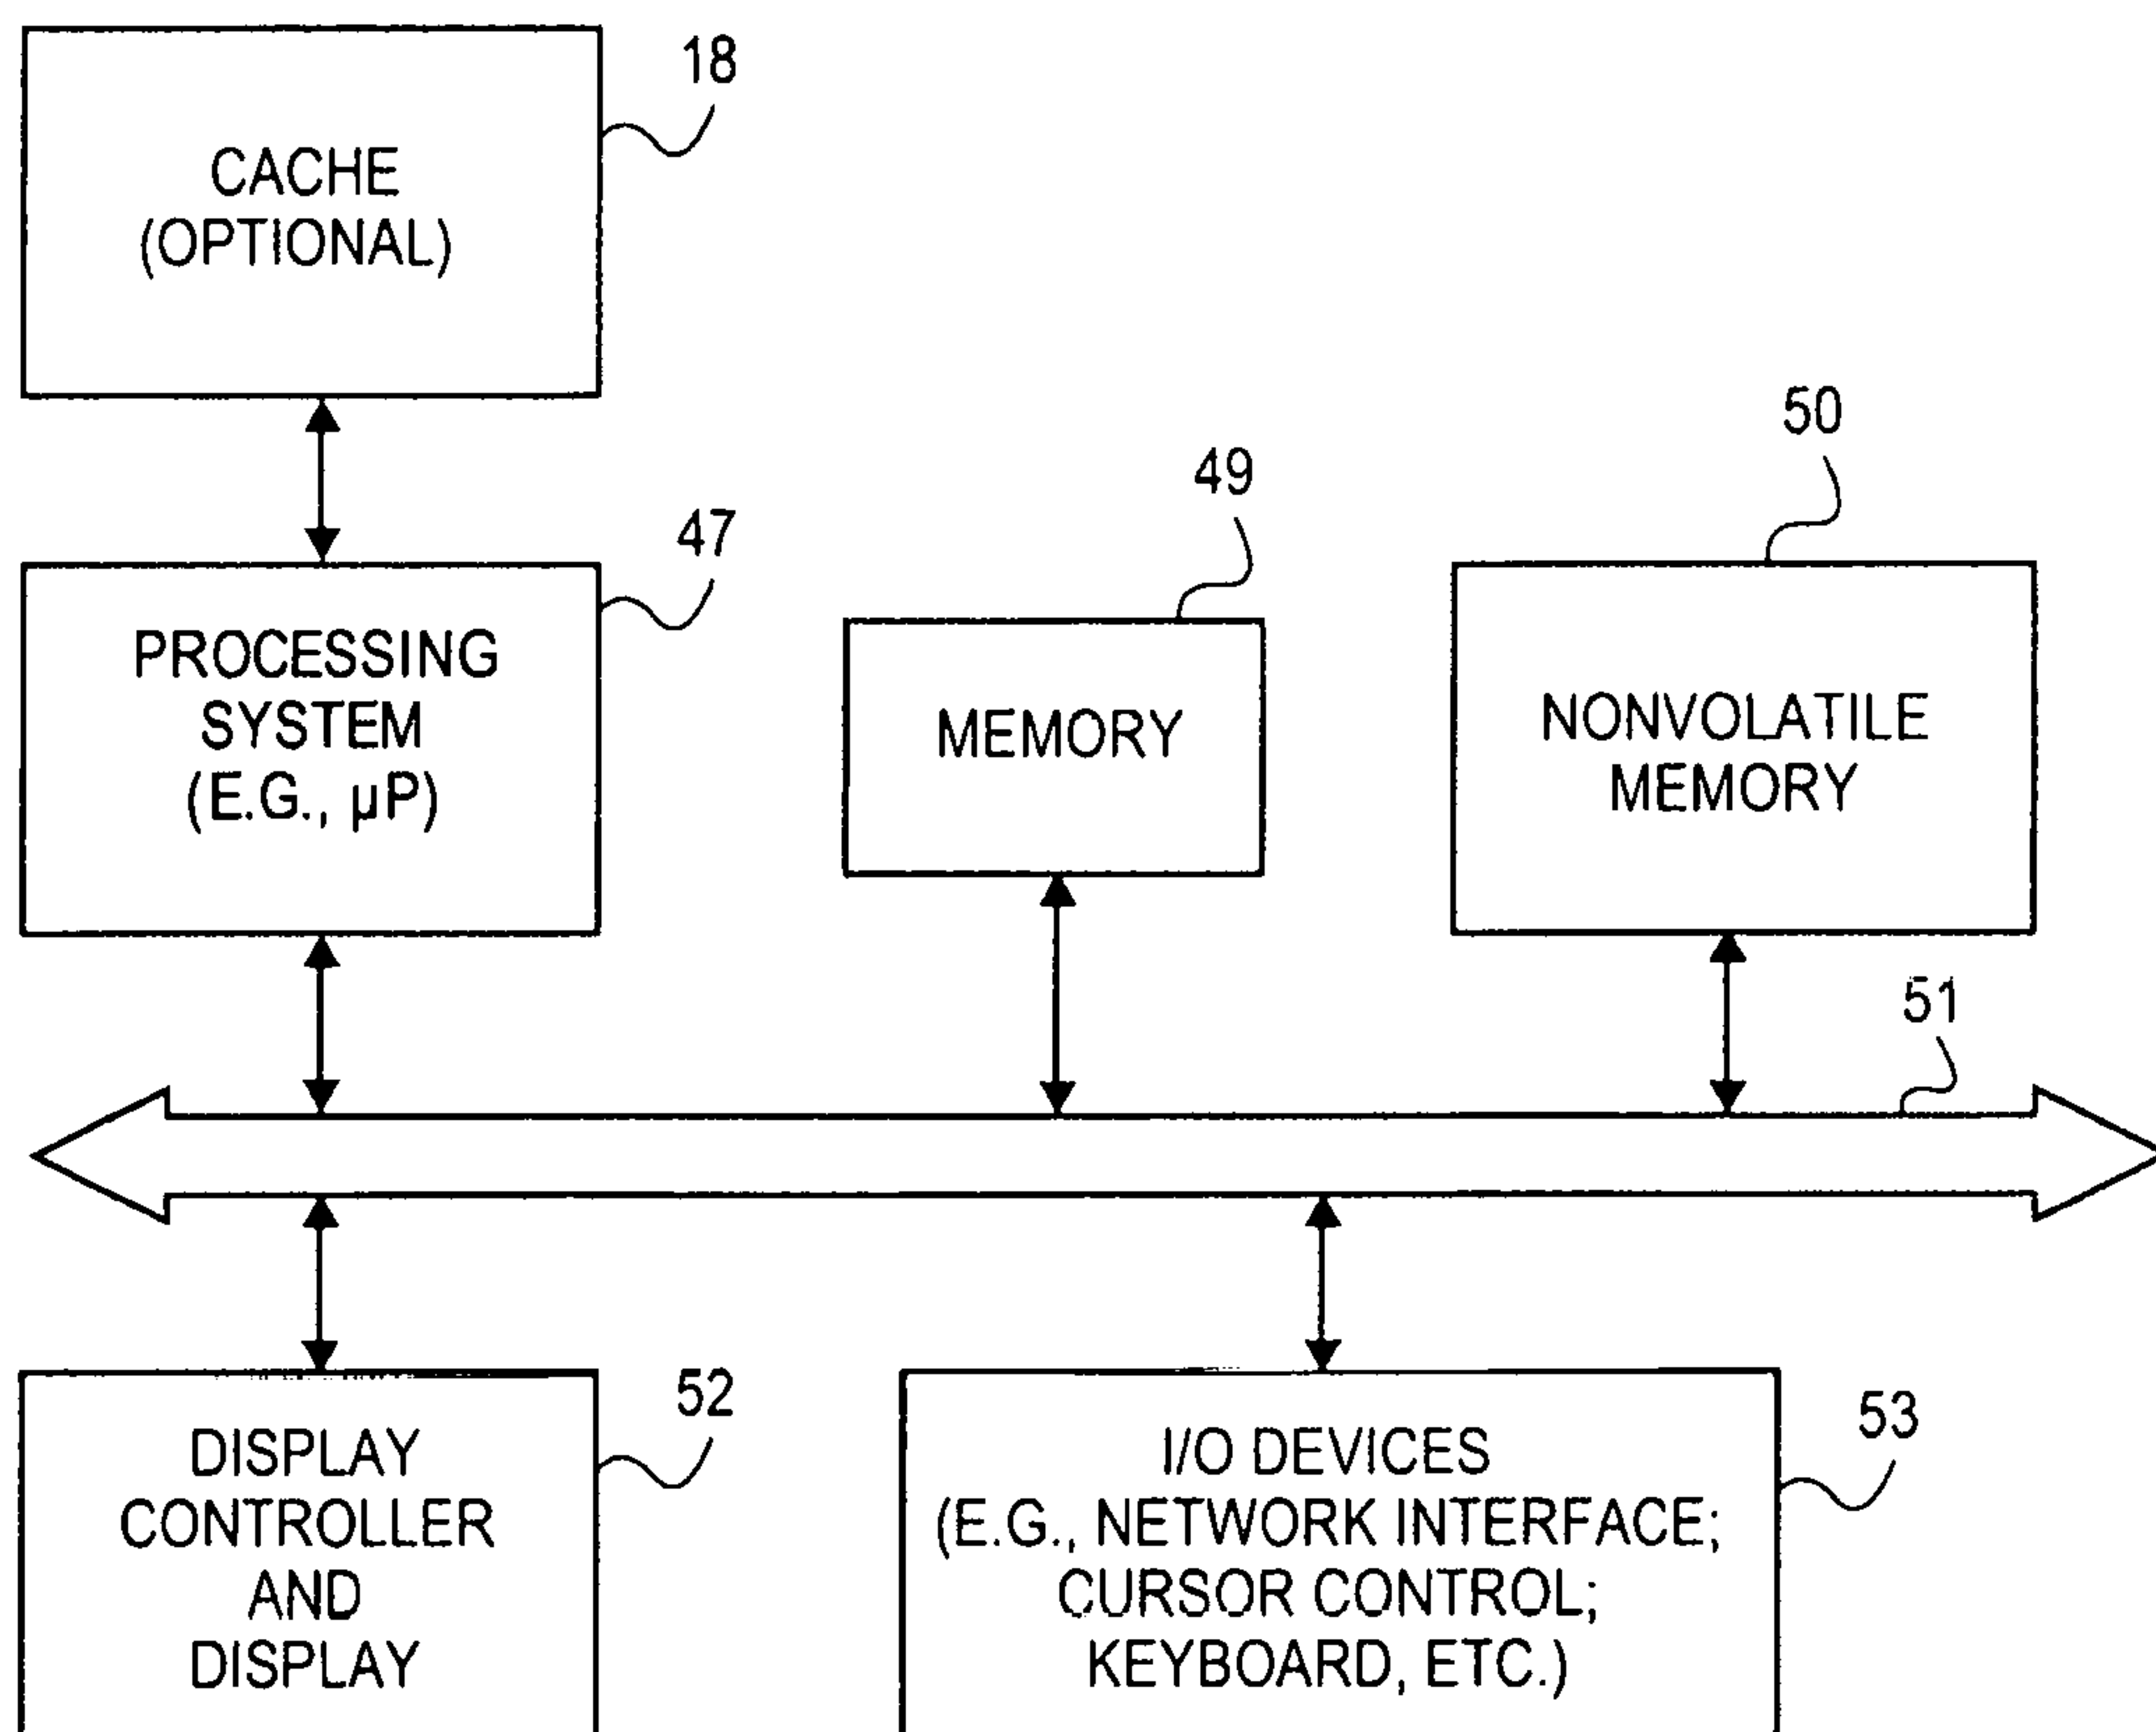 18
CACHE
(OPTIONAL)
50
49
47
PROCESSING
SYSTEM
(E.G., µP)
MEMORY
NONVOLATILE
MEMORY
51
52
DISPLAY
CONTROLLER
AND
DISPLAY
53
I/O DEVICES
(E.G., NETWORK INTERFACE;
CURSOR CONTROL;
KEYBOARD, ETC.)